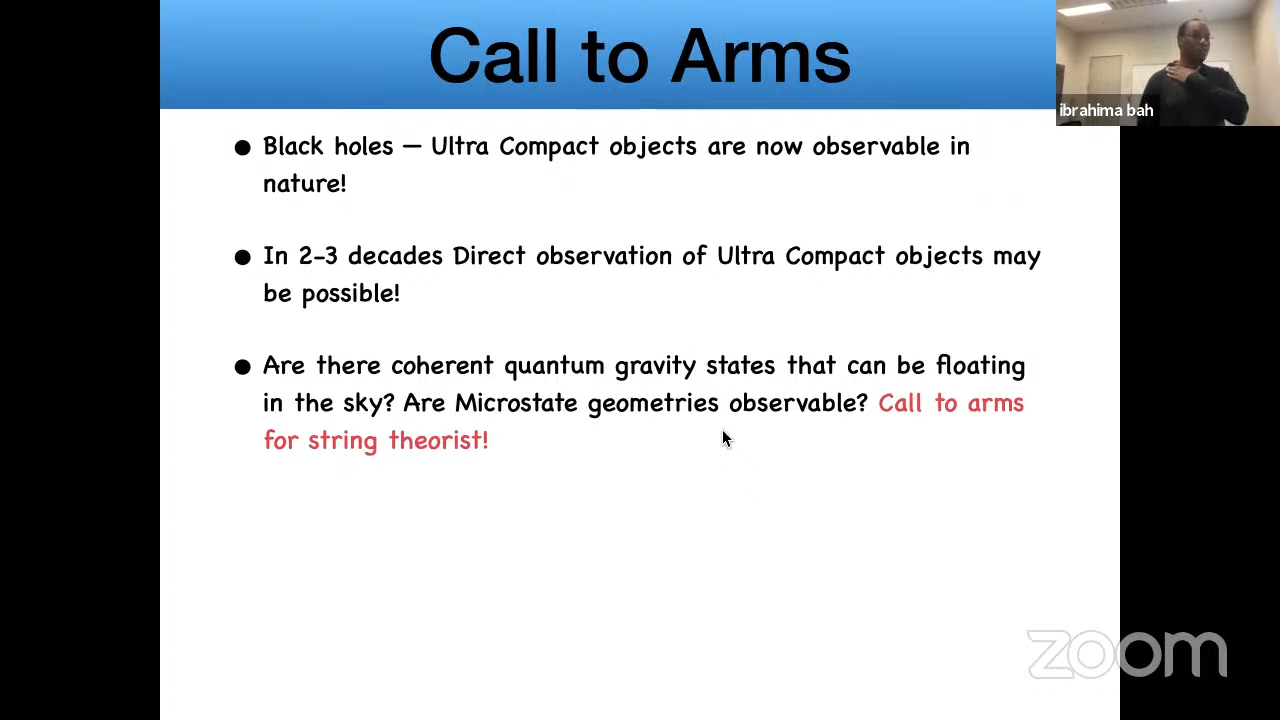 Call to Arms
ibrahima bah
● Black holes — Ultra Compact objects are now observable in
nature!
● In 2-3 decades Direct observation of Ultra Compact objects may
be possible!
● Are there coherent quantum gravity states that can be floating
in the sky? Are Microstate geometries observable? Call to arms
for string theorist!
zoom